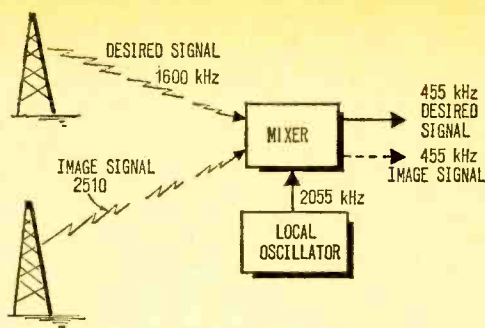 DESIRED SIGNAL
1600 kHz
IMAGE SIGNAL
2510
MIXER
455 kHz
DESIRED
SIGNAL
455 kHz
IMAGE SIGNAL
2055 kHz
LOCAL
OSCILLATOR